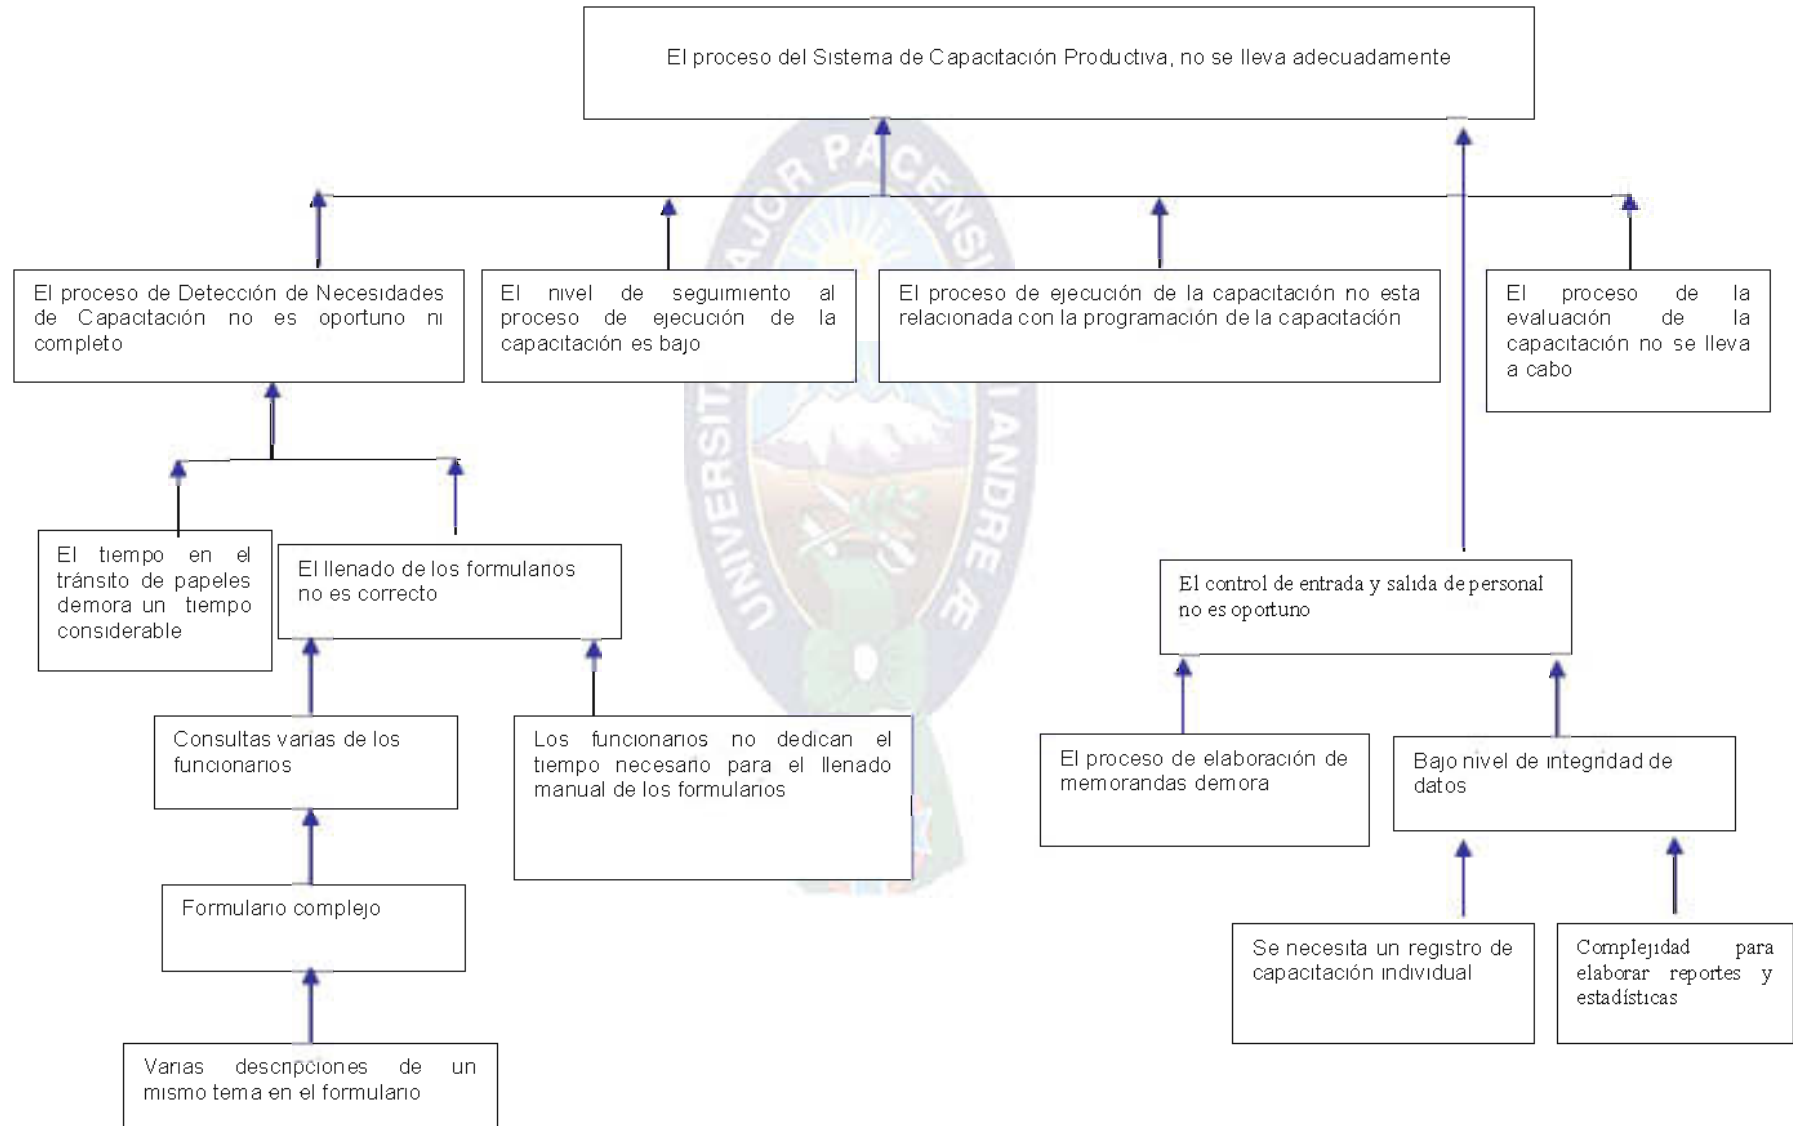 El proceso del Sistema de Capacitación Productiva, no se lleva adecuadamente
El proceso de Detección de Necesidades
de Capacitación no es oportuno ni
completo
El nivel de seguimiento al
proceso de ejecución de la
capacitación es bajo
El proceso de ejecución de la capacitación no esta
relacionada con la programación de la capacitación
El proceso de la
evaluación de la
capacitación no se lleva
a cabo
El tiempo en el
tránsito de papeles
demora un tiempo
considerable
El llenado de los formularios
no es correcto
El control de entrada y salida de personal
no es oportuno
Consultas varias de los
funcionarios
Los funcionarios no dedican el
tiempo necesario para el llenado
manual de los formularios
El proceso de elaboración de
memorandas demora
Bajo nivel de integridad de
datos
Formulario complejo
Se necesita un registro de
capacitación individual
Complejidad para
elaborar reportes y
estadísticas
Varias descripciones de un
mismo tema en el formulario